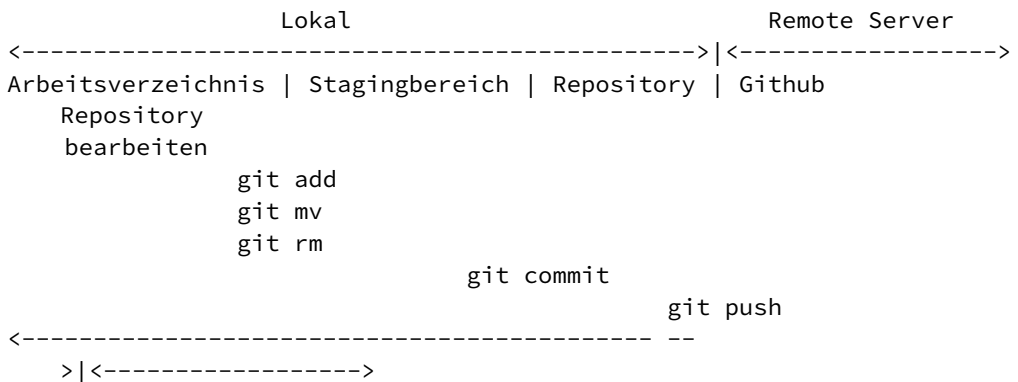 Lokal Remote Server
<----------------------------------------------->|<------------------>
Arbeitsverzeichnis | Stagingbereich | Repository | Github
Repository
bearbeiten
git add
git mv
git rm
git commit
git push
<-------------------------------------------- --
>|<------------------>